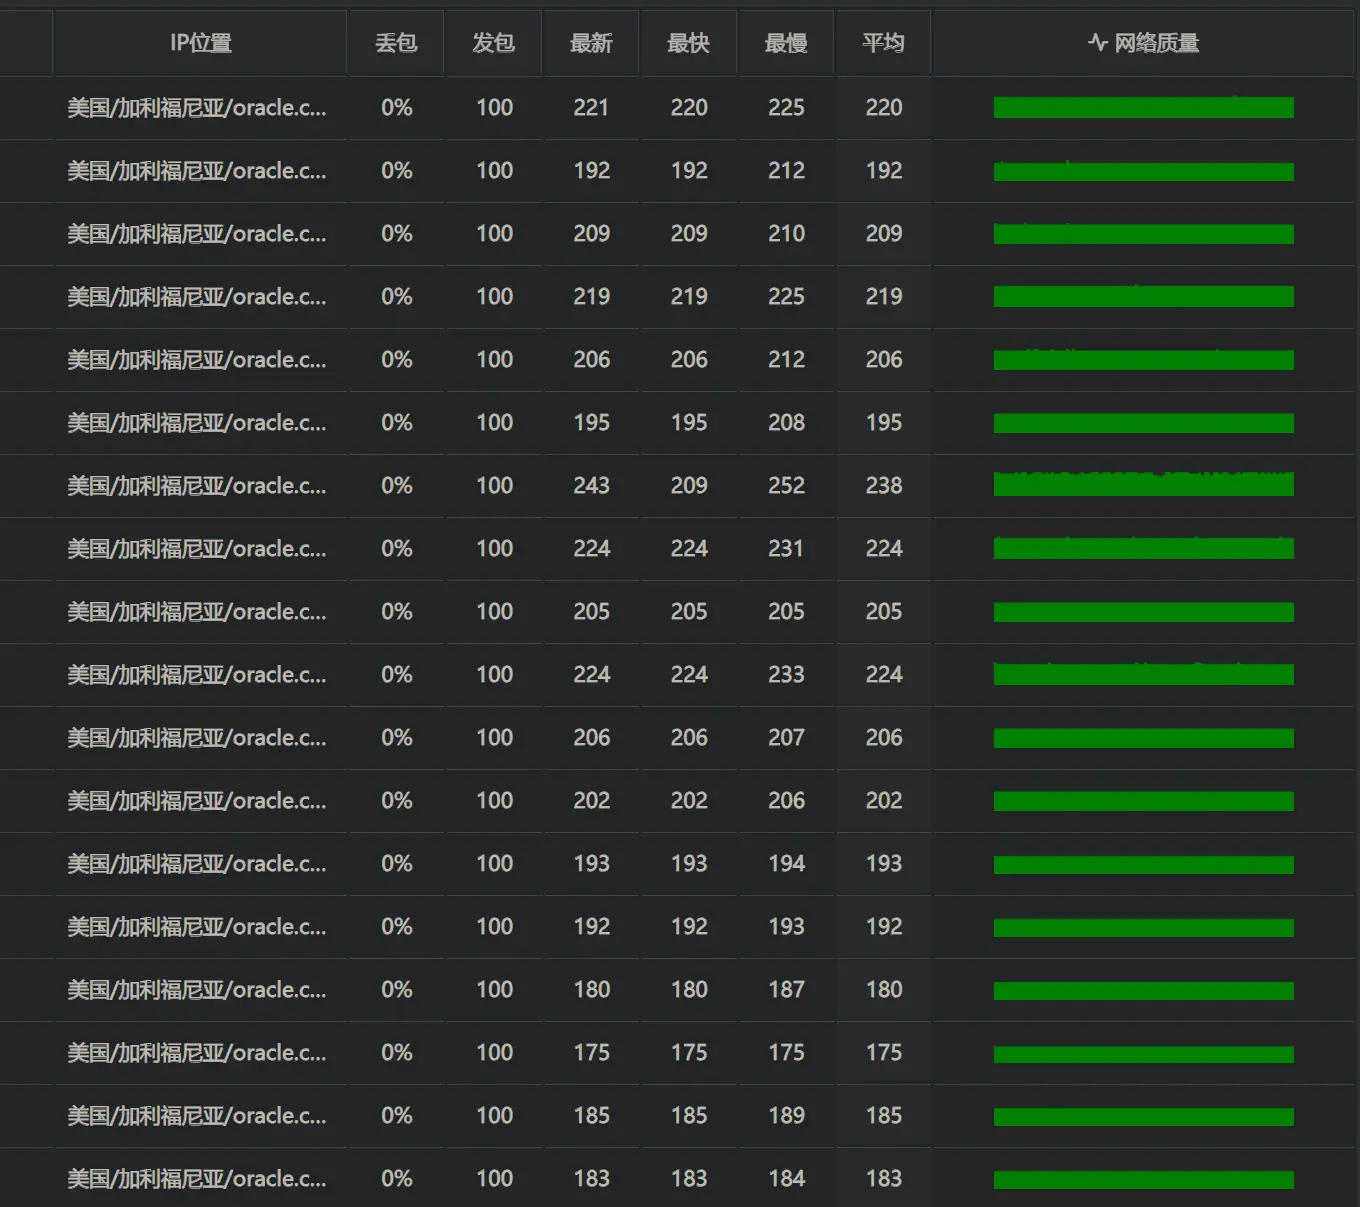 IP位置 丢包 发包 最新 最快 最慢 平均 网络质量
美国/加利福尼亚/oracle.c... 0% 100 221 220 225 220
美国/加利福尼亚/oracle.c... 0% 100 192 192 212 192
美国/加利福尼亚/oracle.c... 0% 100 209 209 210 209
美国/加利福尼亚/oracle.c... 0% 100 219 219 225 219
美国/加利福尼亚/oracle.c... 0% 100 206 206 212 206
美国/加利福尼亚/oracle.c... 0% 100 195 195 208 195
美国/加利福尼亚/oracle.c... 0% 100 243 209 252 238
美国/加利福尼亚/oracle.c... 0% 100 224 224 231 224
美国/加利福尼亚/oracle.c... 0% 100 205 205 205 205
美国/加利福尼亚/oracle.c... 0% 100 224 224 233 224
美国/加利福尼亚/oracle.c... 0% 100 206 206 207 206
美国/加利福尼亚/oracle.c... 0% 100 202 202 206 202
美国/加利福尼亚/oracle.c... 0% 100 193 193 194 193
美国/加利福尼亚/oracle.c... 0% 100 192 192 193 192
美国/加利福尼亚/oracle.c... 0% 100 180 180 187 180
美国/加利福尼亚/oracle.c... 0% 100 175 175 175 175
美国/加利福尼亚/oracle.c... 0% 100 185 185 189 185
美国/加利福尼亚/oracle.c... 0% 100 183 183 184 183